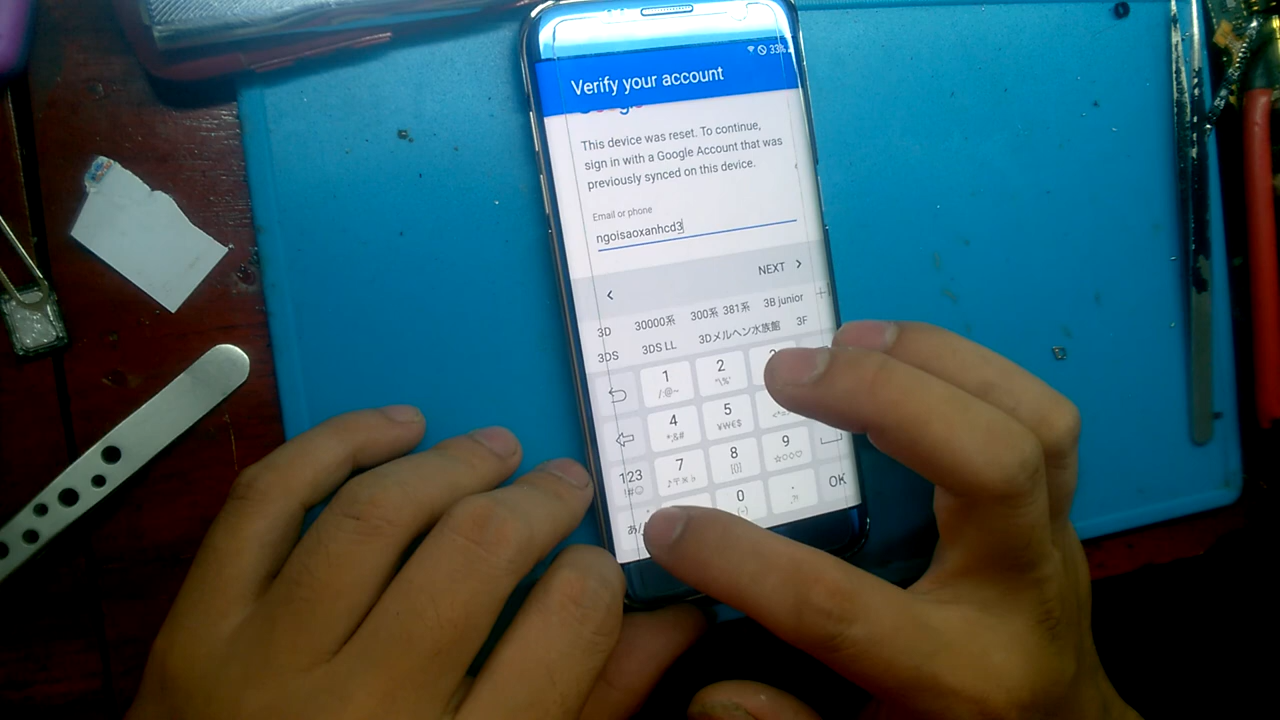 33%
Verify your account
This device was reset. To continue,
sign in with a Google Account that was
previously synced on this device.
Email or phone
ngoisaoxanhcd3
NEXT
3D 30000系 300系 381系 3B junior
3DS 3DS LL 3Dメルヘン水族館 3F
1 2
4 5
123 7 8 9
0 OK